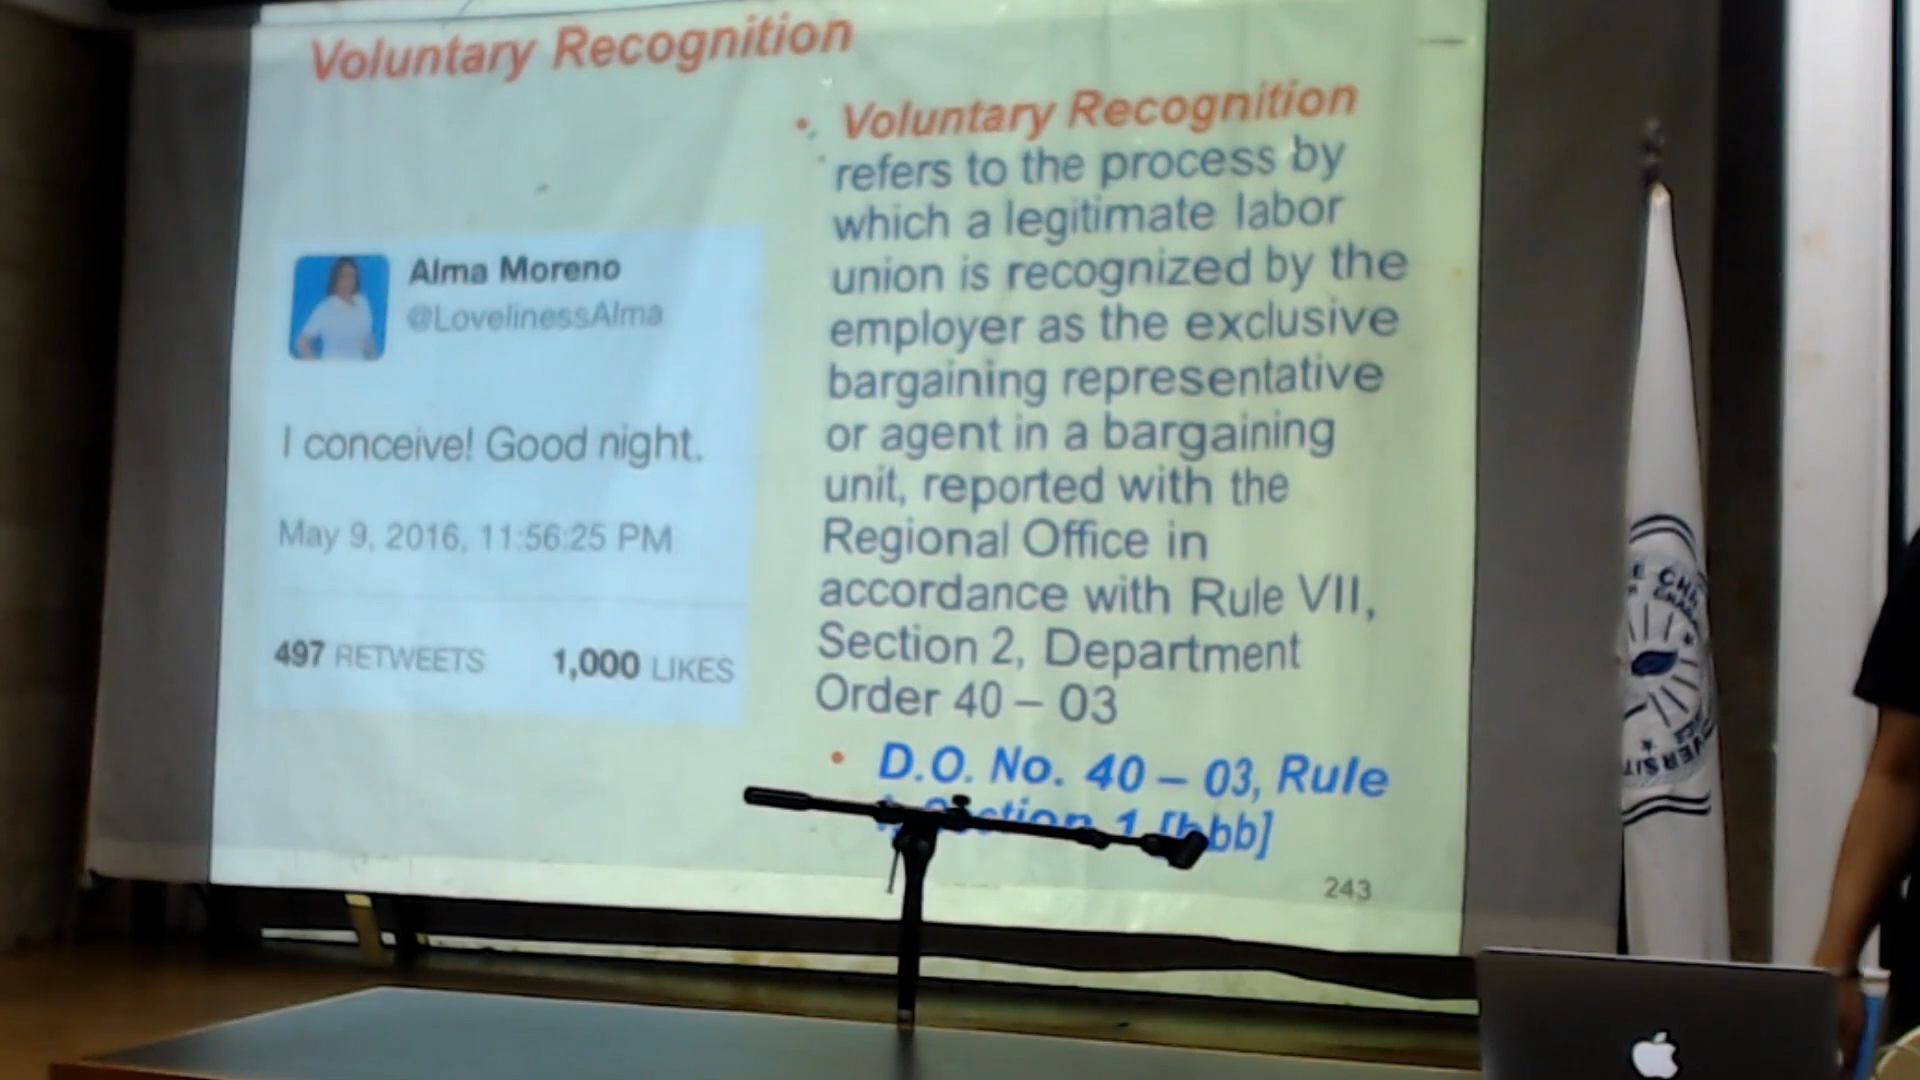 Voluntary Recognition
Alma Moreno
@LovelinessAlma
I conceive! Good night.
May 9, 2016, 11:56:25 PM
497 RETWEETS 1,000 LIKES
• Voluntary Recognition
refers to the process by
which a legitimate labor
union is recognized by the
employer as the exclusive
bargaining representative
or agent in a bargaining
unit, reported with the
Regional Office in
accordance with Rule VII,
Section 2, Department
Order 40 – 03
• D.O. No. 40 – 03, Rule
Section 1 [bbb]
243